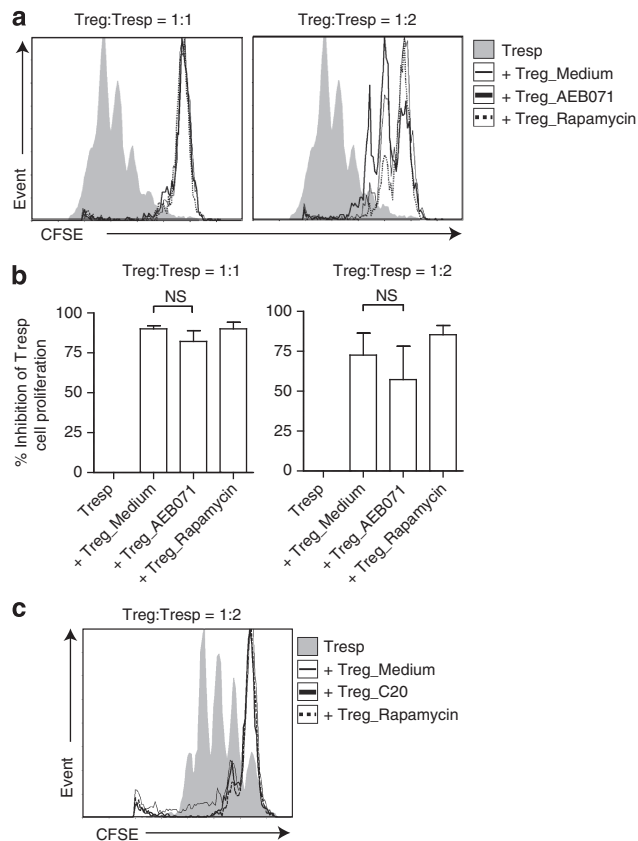 a
Treg:Tresp = 1:1
Treg:Tresp = 1:2
Event
CFSE
Tresp
+ Treg_Medium
+ Treg_AEB071
+ Treg_Rapamycin
b
Treg:Tresp = 1:1
Treg:Tresp = 1:2
% Inhibition of Tresp
cell proliferation
100
75
50
25
0
NS
Tresp
+ Treg_Medium
+ Treg_AEB071
+ Treg_Rapamycin
100
75
50
25
0
NS
Tresp
+ Treg_Medium
+ Treg_AEB071
+ Treg_Rapamycin
c
Treg:Tresp = 1:2
Event
CFSE
Tresp
+ Treg_Medium
+ Treg_C20
+ Treg_Rapamycin